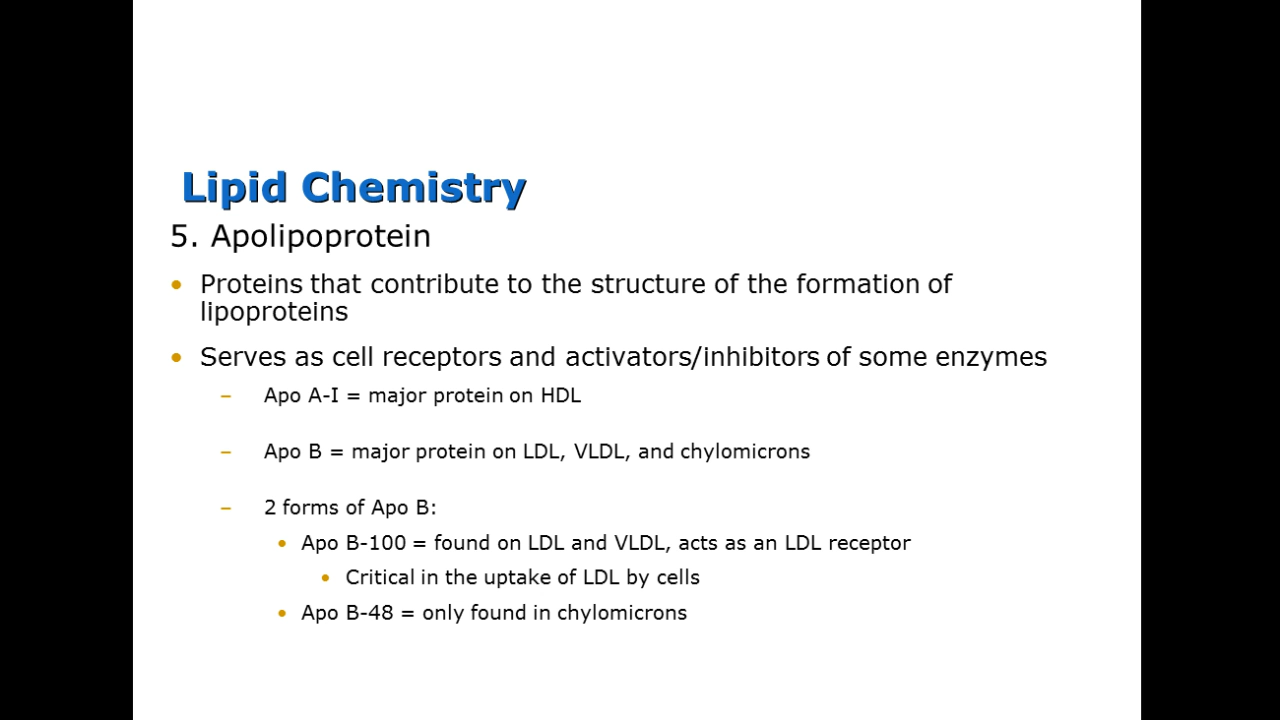 Lipid Chemistry
5. Apolipoprotein
• Proteins that contribute to the structure of the formation of
lipoproteins
• Serves as cell receptors and activators/inhibitors of some enzymes
– Apo A-I = major protein on HDL
– Apo B = major protein on LDL, VLDL, and chylomicrons
– 2 forms of Apo B:
• Apo B-100 = found on LDL and VLDL, acts as an LDL receptor
• Critical in the uptake of LDL by cells
• Apo B-48 = only found in chylomicrons